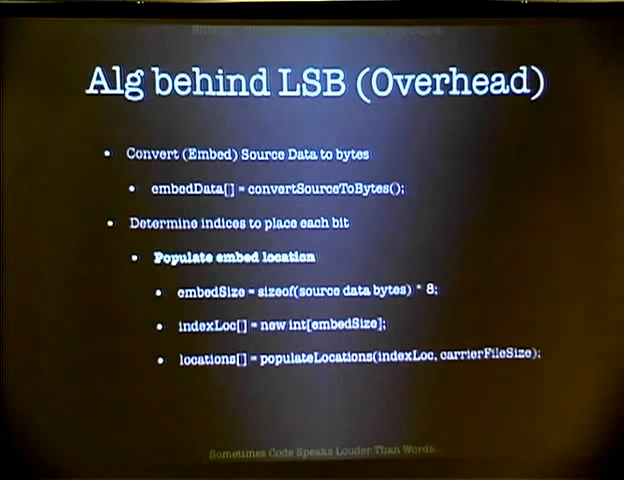 Alg behind LSB (Overhead)
• Convert (Embed) Source Data to bytes
• embedData[] = convertSourceToBytes();
• Determine indices to place each bit
• Populate embed location
• embedSize = sizeof(source data bytes) * 8;
• indexLoc[] = new int[embedSize];
• locations[] = populateLocations(indexLoc, carrierFileSize);
Sometimes Code Speaks Louder Than Words...